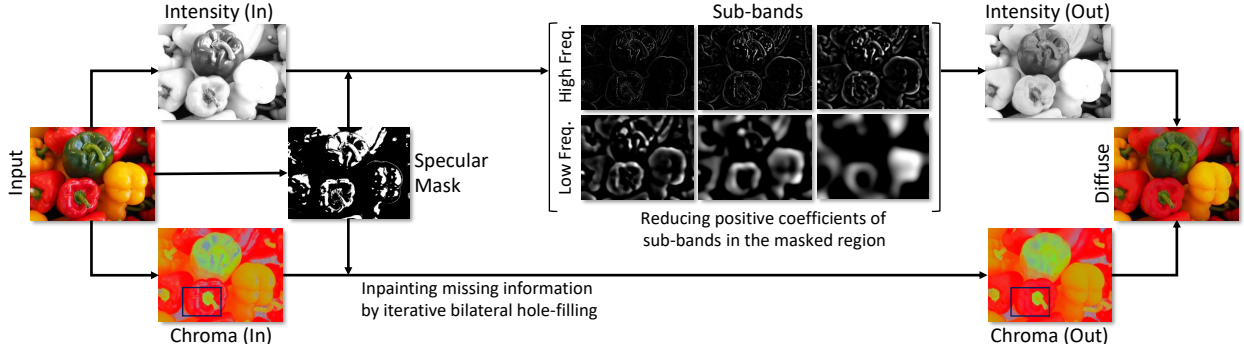 Intensity (In)
Sub-bands
Intensity (Out)
High Freq.
Low Freq.
Input
Specular
Mask
Diffuse
Reducing positive coefficients of
sub-bands in the masked region
Inpainting missing information
by iterative bilateral hole-filling
Chroma (In)
Chroma (Out)